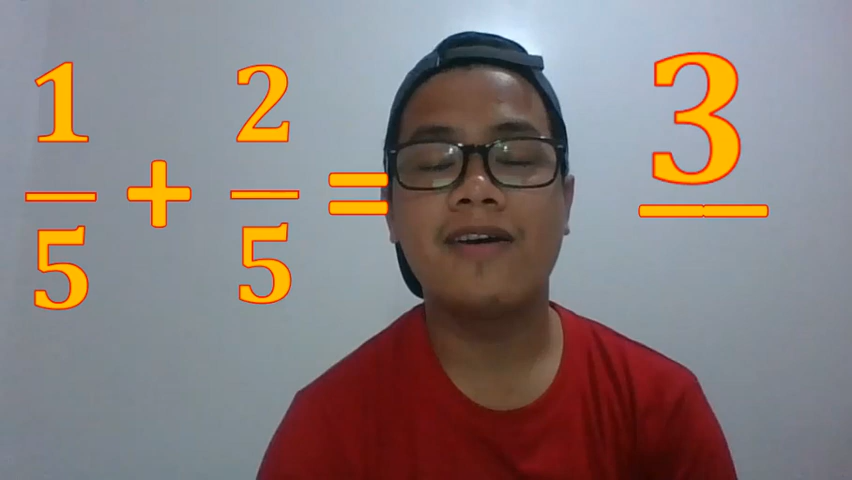 1/5 + 2/5 = 3/